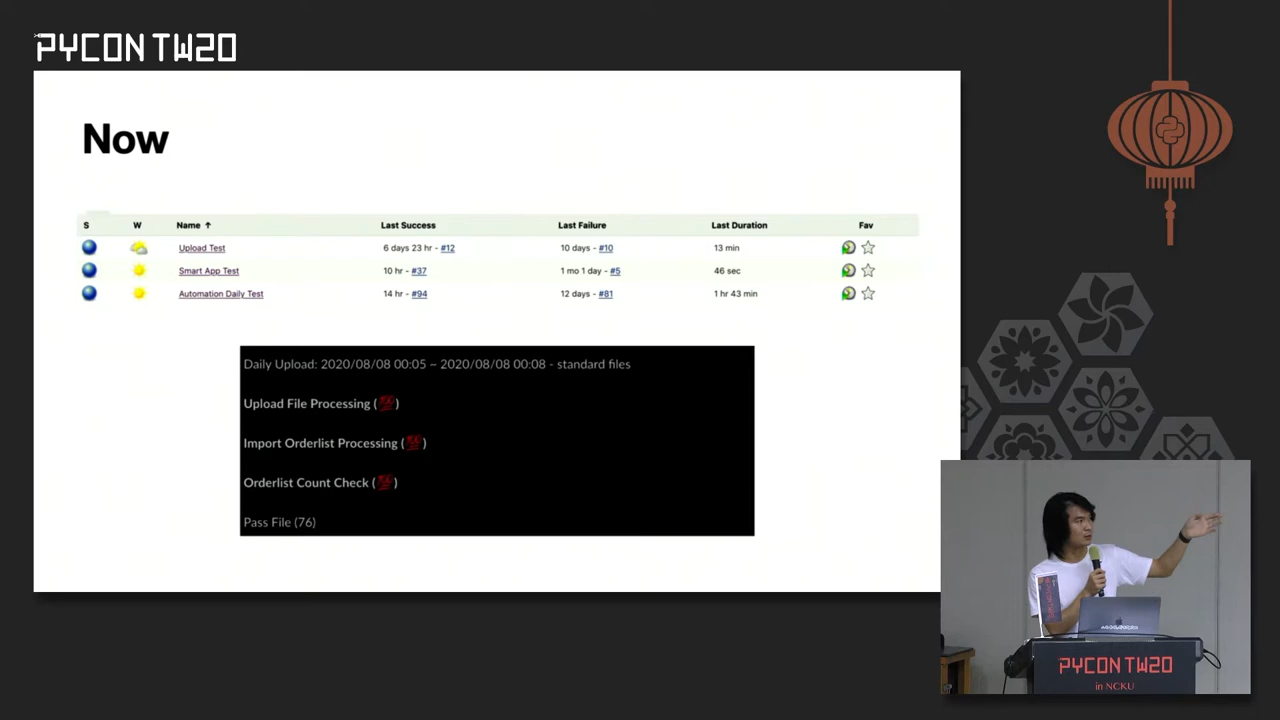 PYCON TW20
Now
S W Name ↑ Last Success Last Failure Last Duration Fav
Upload Test 6 days 23 hr - #12 10 days - #10 13 min
Smart App Test 10 hr - #37 1 mo 1 day - #5 46 sec
Automation Daily Test 14 hr - #94 12 days - #81 1 hr 43 min
Daily Upload: 2020/08/08 00:05 ~ 2020/08/08 00:08 - standard files
Upload File Processing (💯)
Import Orderlist Processing (💯)
Orderlist Count Check (💯)
Pass File (76)
PYCON TW20
in NCKU